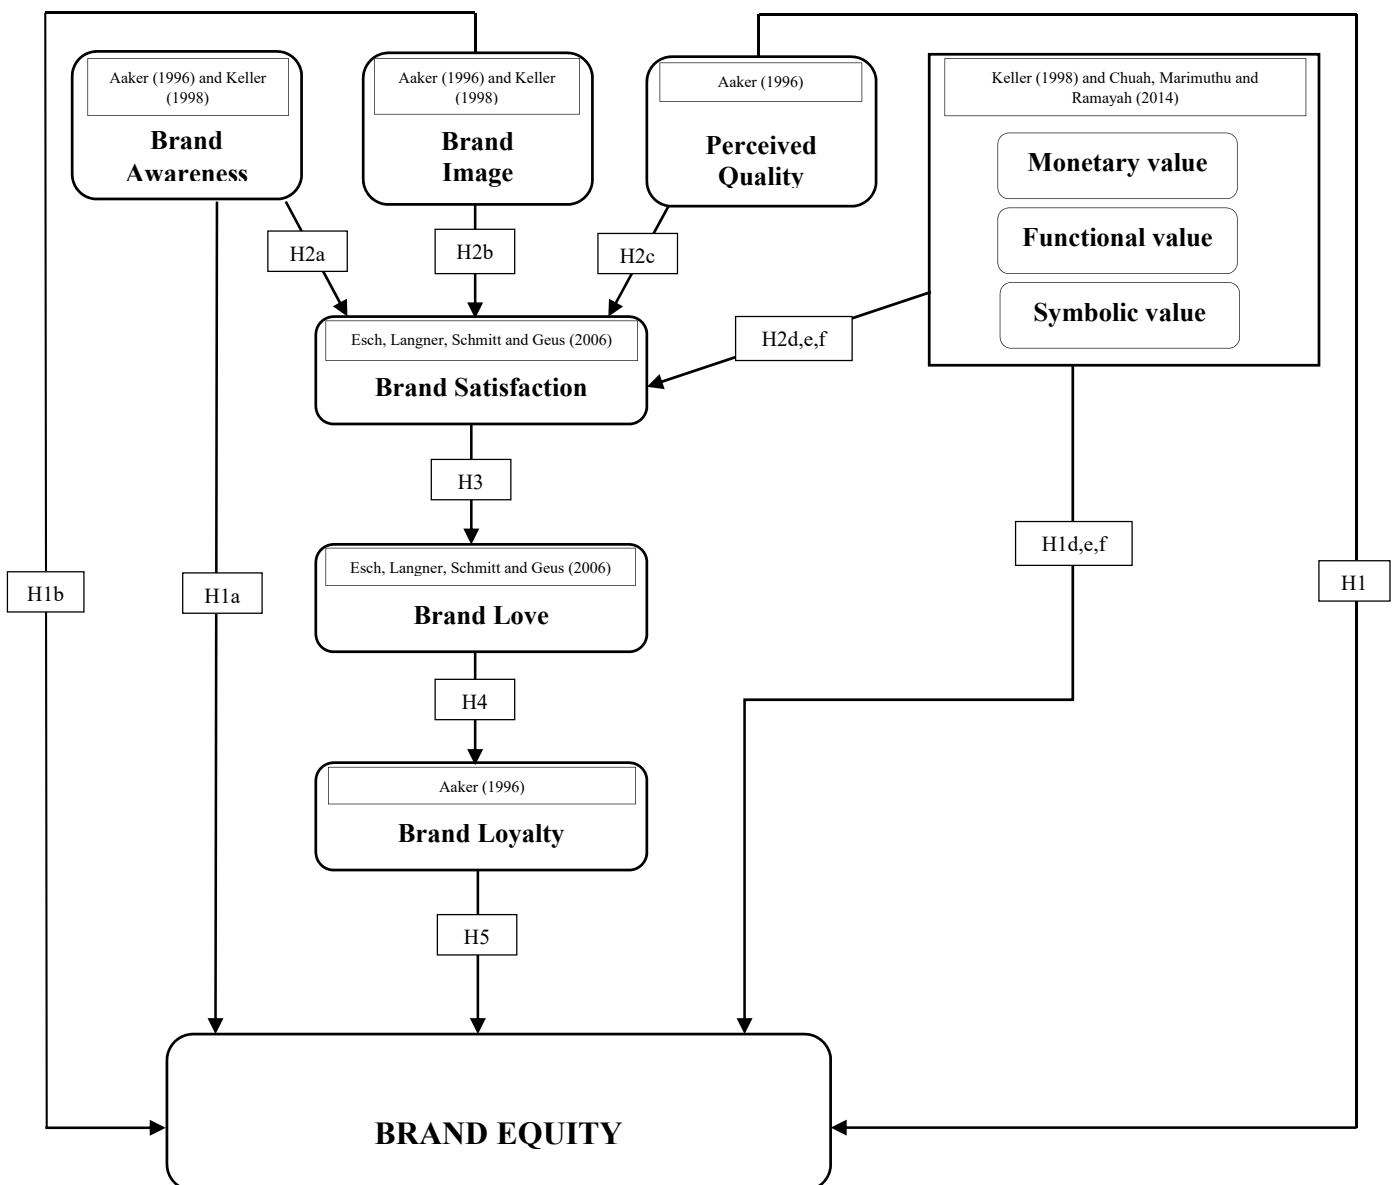 Aaker (1996) and Keller
(1998)
Brand
Awareness
Aaker (1996) and Keller
(1998)
Brand
Image
Aaker (1996)
Perceived
Quality
Keller (1998) and Chuah, Marimuthu and
Ramayah (2014)
Monetary value
Functional value
Symbolic value
H2a
H2b
H2c
H2d,e,f
Esch, Langner, Schmitt and Geus (2006)
Brand Satisfaction
H3
H1d,e,f
Esch, Langner, Schmitt and Geus (2006)
Brand Love
H1b
H1a
H1
H4
Aaker (1996)
Brand Loyalty
H5
BRAND EQUITY